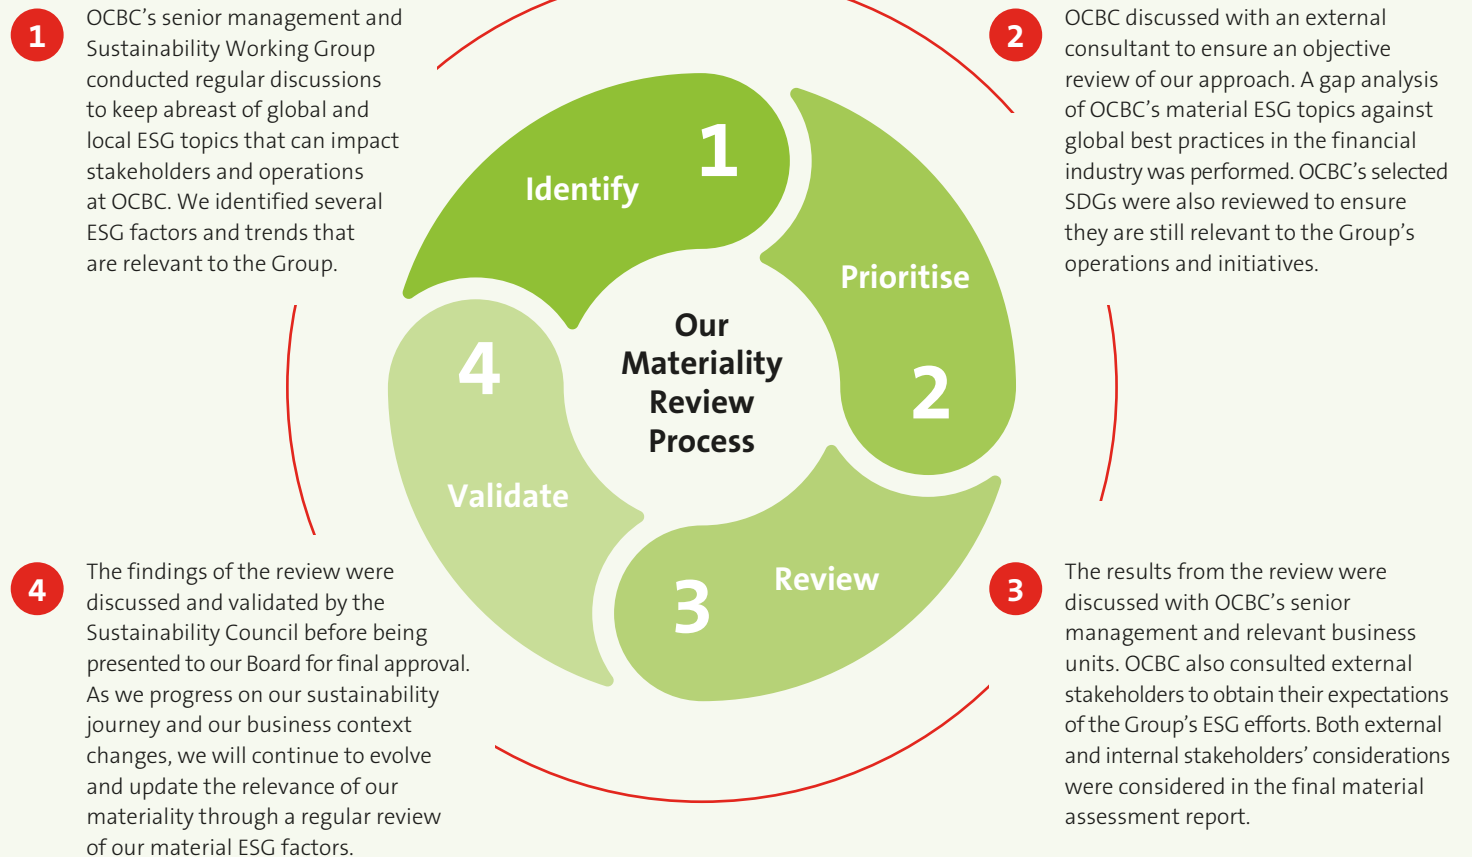 1
OCBC’s senior management and
Sustainability Working Group
conducted regular discussions
to keep abreast of global and
local ESG topics that can impact
stakeholders and operations
at OCBC. We identified several
ESG factors and trends that
are relevant to the Group.
2
OCBC discussed with an external
consultant to ensure an objective
review of our approach. A gap analysis
of OCBC’s material ESG topics against
global best practices in the financial
industry was performed. OCBC’s selected
SDGs were also reviewed to ensure
they are still relevant to the Group’s
operations and initiatives.
Identify
1
Prioritise
2
Our
Materiality
Review
Process
4
Validate
3
Review
4
The findings of the review were
discussed and validated by the
Sustainability Council before being
presented to our Board for final approval.
As we progress on our sustainability
journey and our business context
changes, we will continue to evolve
and update the relevance of our
materiality through a regular review
of our material ESG factors.
3
The results from the review were
discussed with OCBC’s senior
management and relevant business
units. OCBC also consulted external
stakeholders to obtain their expectations
of the Group’s ESG efforts. Both external
and internal stakeholders’ considerations
were considered in the final material
assessment report.